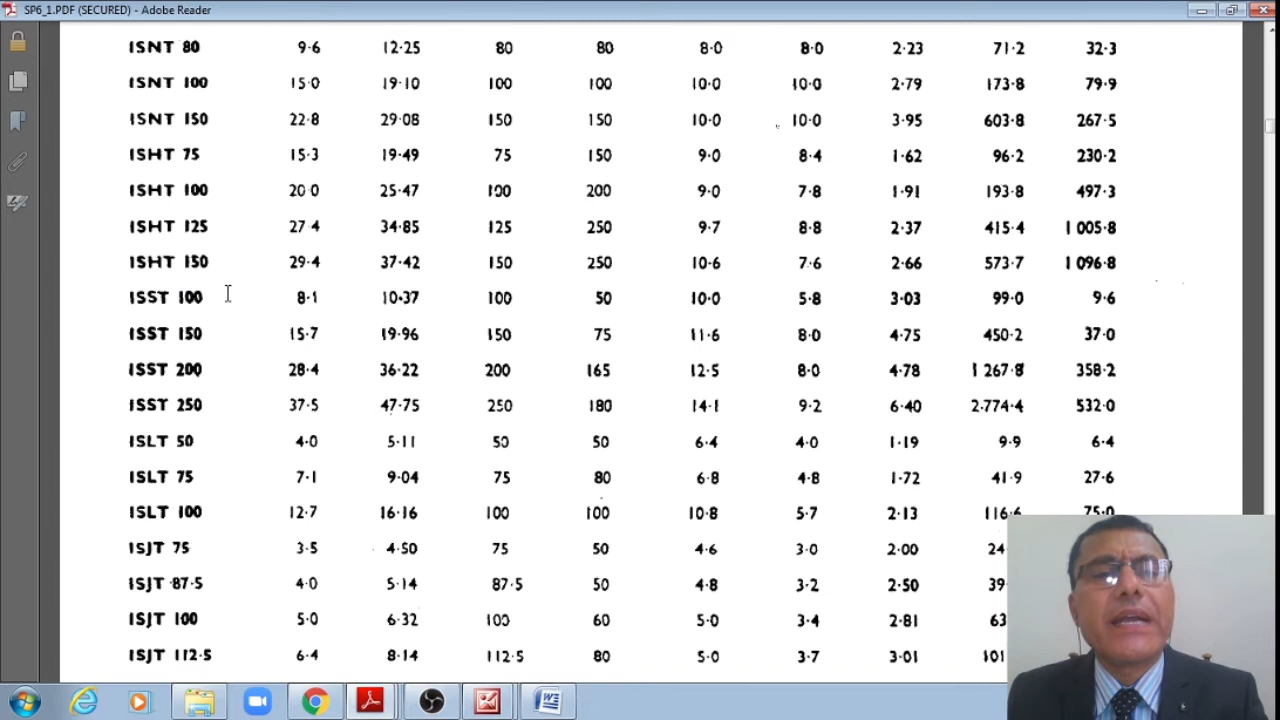 SP6_1.PDF (SECURED) - Adobe Reader
ISNT 80 9·6 12·25 80 80 8·0 8·0 2·23 71·2 32·3
ISNT 100 15·0 19·10 100 100 10·0 10·0 2·79 173·8 79·9
ISNT 150 22·8 29·08 150 150 10·0 10·0 3·95 603·8 267·5
ISHT 75 15·3 19·49 75 150 9·0 8·4 1·62 96·2 230·2
ISHT 100 20·0 25·47 100 200 9·0 7·8 1·91 193·8 497·3
ISHT 125 27·4 34·85 125 250 9·7 8·8 2·37 415·4 1 005·8
ISHT 150 29·4 37·42 150 250 10·6 7·6 2·66 573·7 1 096·8
ISST 100 8·1 10·37 100 50 10·0 5·8 3·03 99·0 9·6
ISST 150 15·7 19·96 150 75 11·6 8·0 4·75 450·2 37·0
ISST 200 28·4 36·22 200 165 12·5 8·0 4·78 1 267·8 358·2
ISST 250 37·5 47·75 250 180 14·1 9·2 6·40 2·774·4 532·0
ISLT 50 4·0 5·11 50 50 6·4 4·0 1·19 9·9 6·4
ISLT 75 7·1 9·04 75 80 6·8 4·8 1·72 41·9 27·6
ISLT 100 12·7 16·16 100 100 10·8 5·7 2·13 116·6 75·0
ISJT 75 3·5 4·50 75 50 4·6 3·0 2·00 24
ISJT 87·5 4·0 5·14 87·5 50 4·8 3·2 2·50 39
ISJT 100 5·0 6·32 100 60 5·0 3·4 2·81 63
ISJT 112·5 6·4 8·14 112·5 80 5·0 3·7 3·01 101